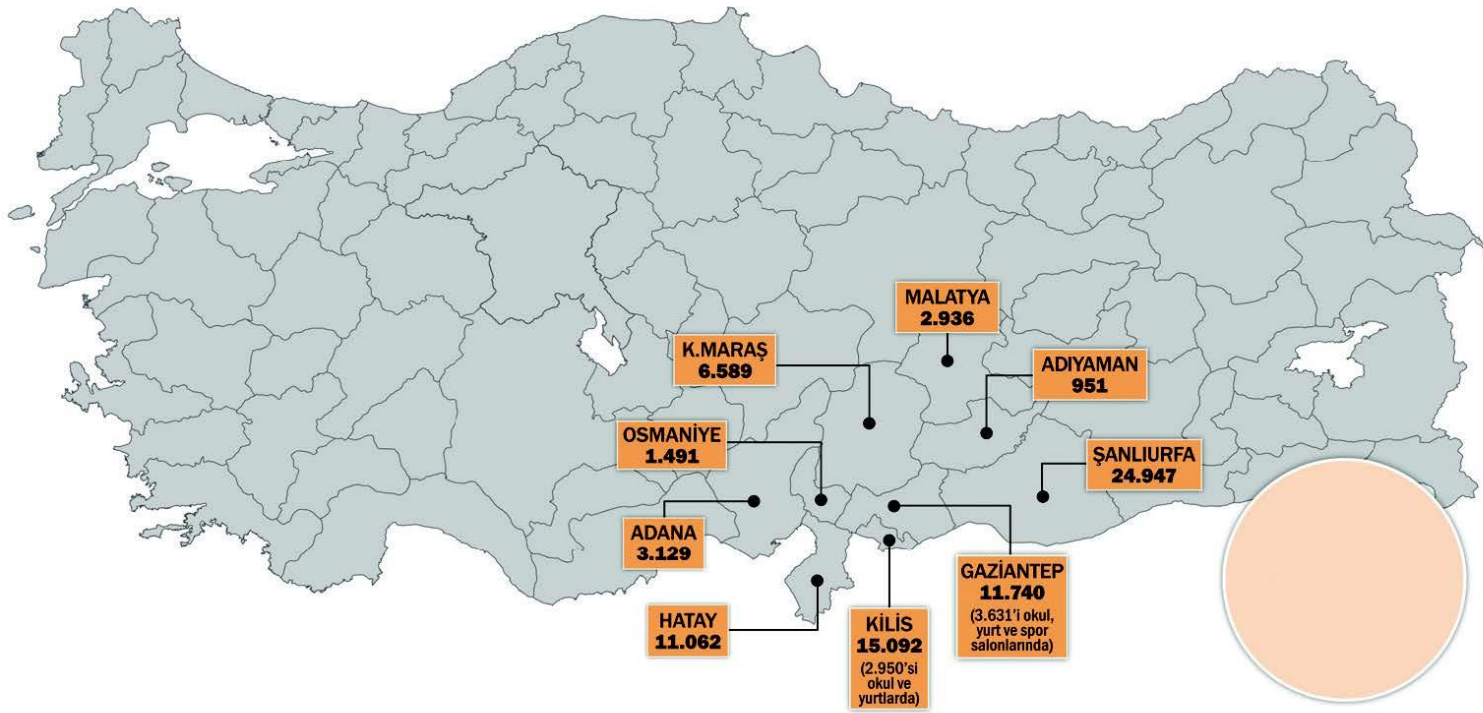 MALATYA
2.936
K.MARAŞ
6.589
ADIYAMAN
951
OSMANİYE
1.491
ŞANLIURFA
24.947
ADANA
3.129
GAZİANTEP
11.740
(3.631'i okul,
yurt ve spor
salonlarında)
HATAY
11.062
KİLİS
15.092
(2.950'si
okul ve
yurtlarda)